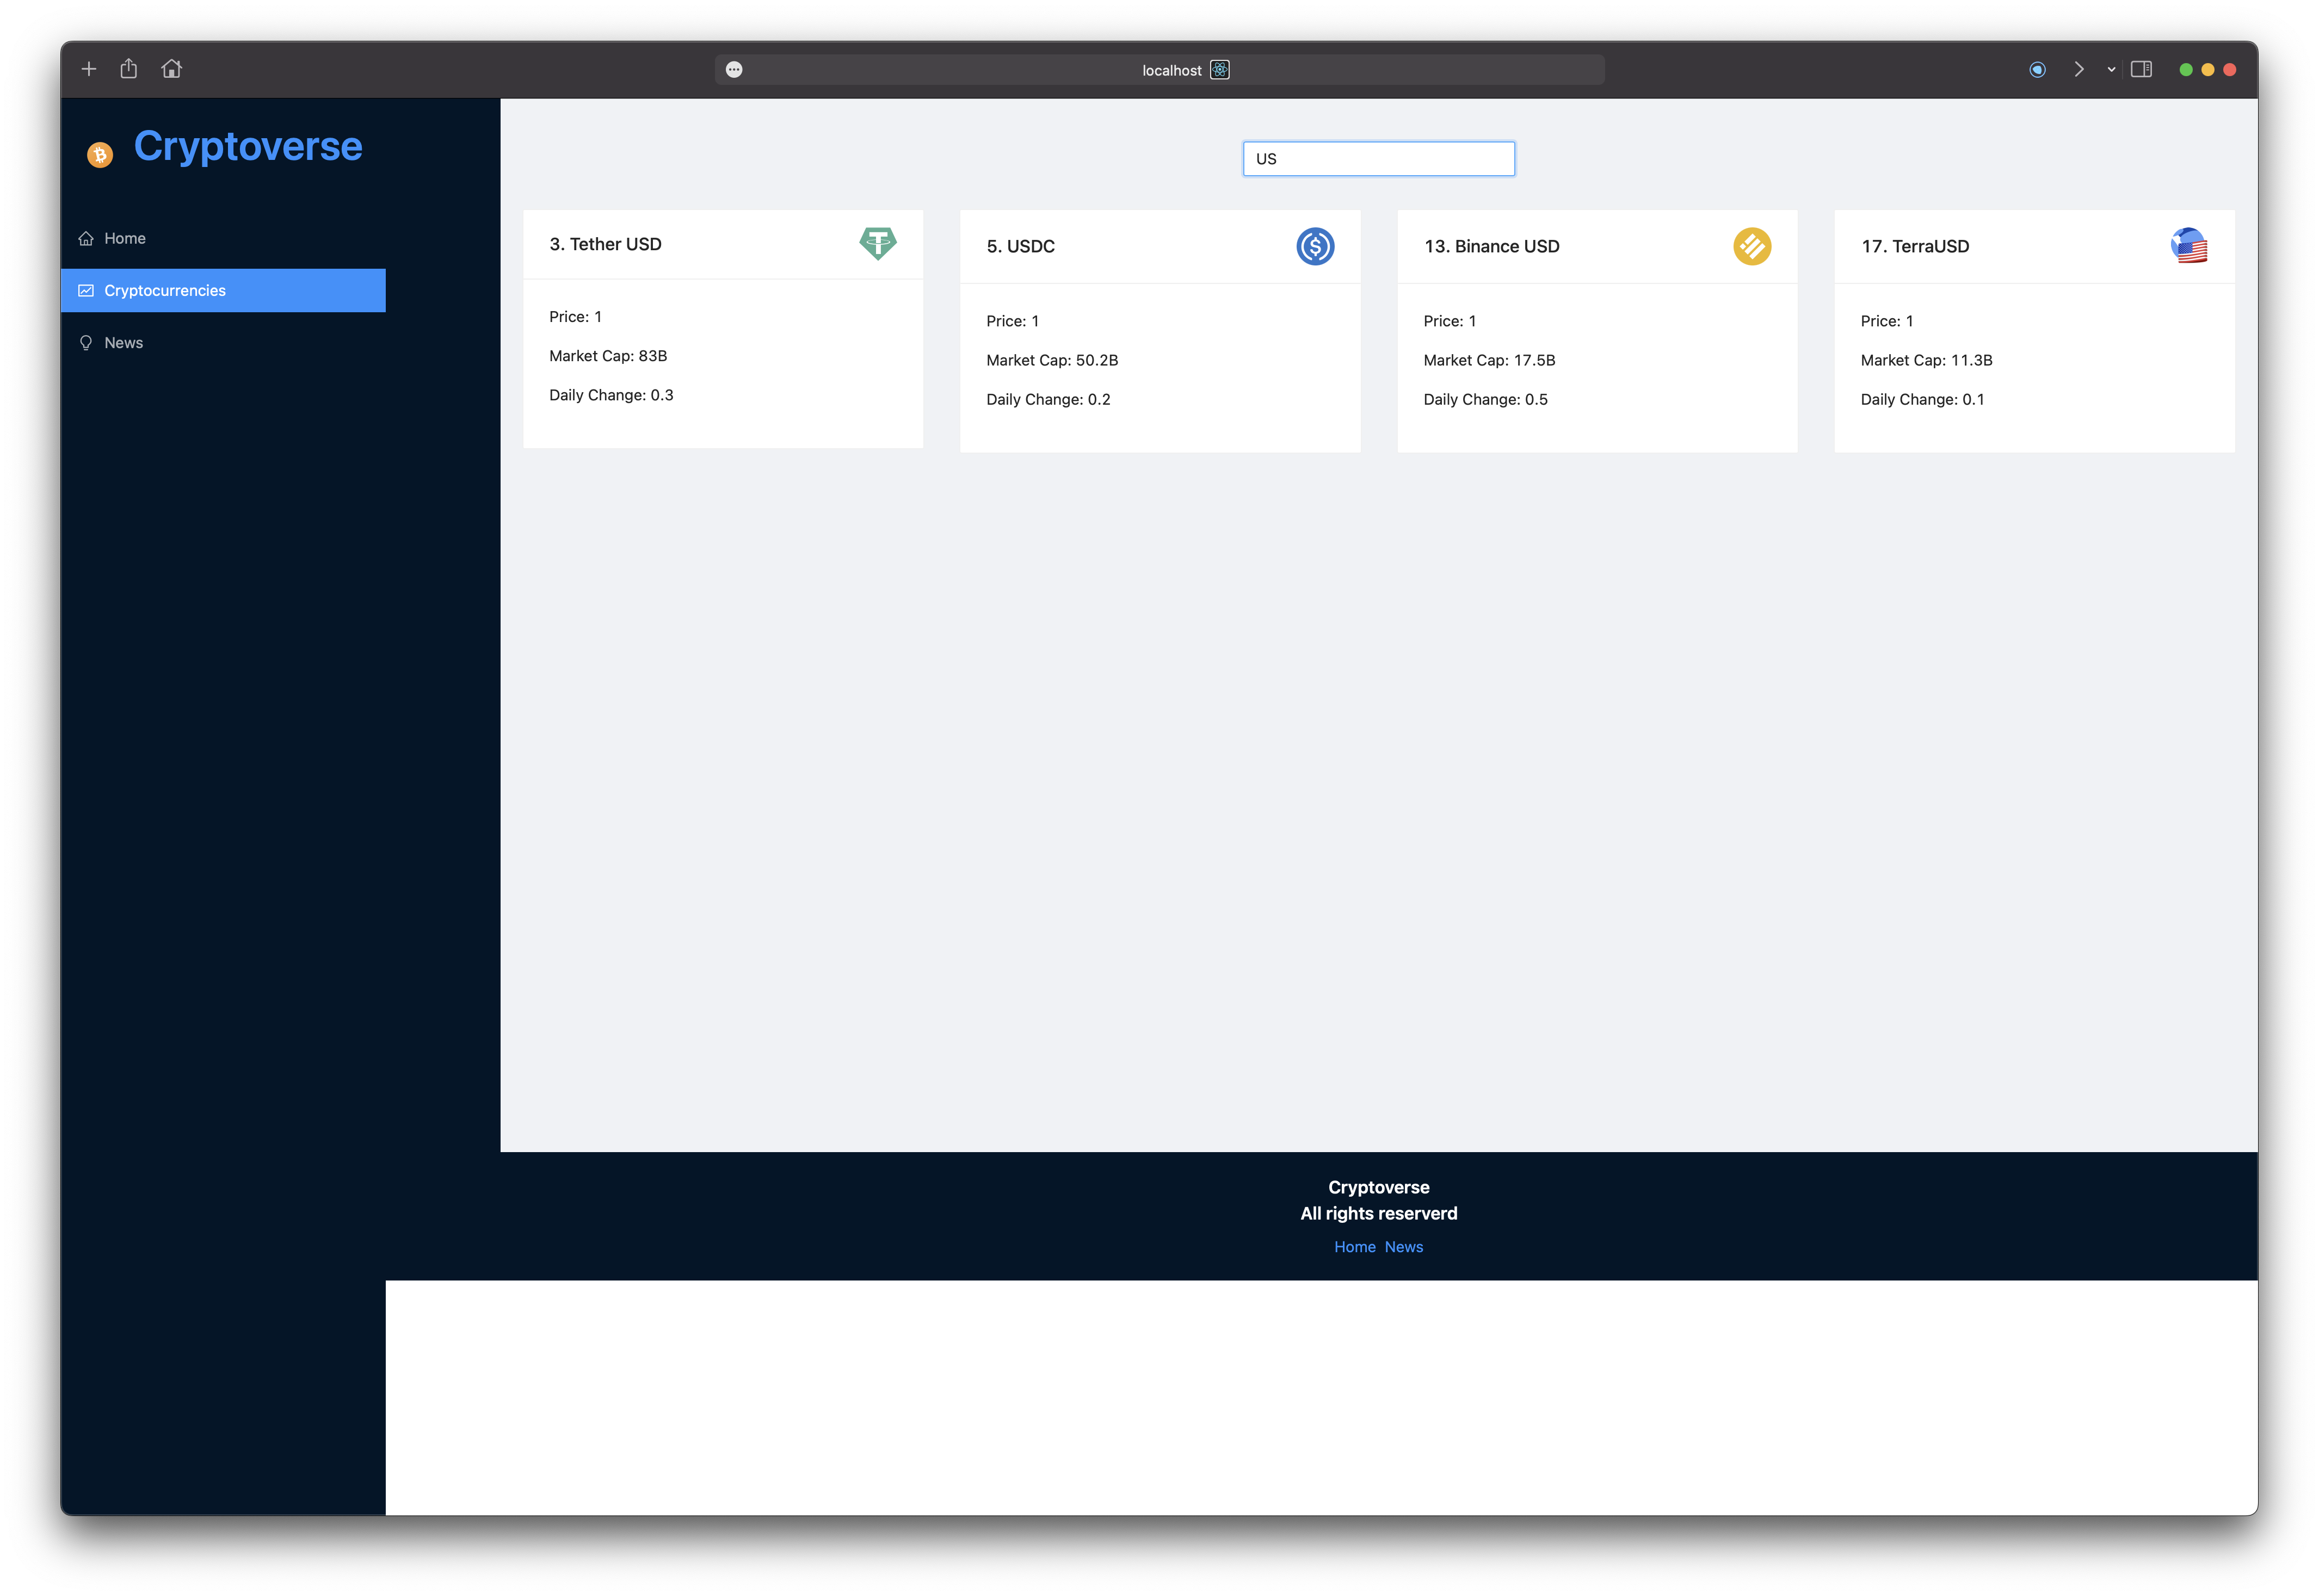 localhost
Cryptoverse
Home
Cryptocurrencies
News
US
3. Tether USD
Price: 1
Market Cap: 83B
Daily Change: 0.3
5. USDC
Price: 1
Market Cap: 50.2B
Daily Change: 0.2
13. Binance USD
Price: 1
Market Cap: 17.5B
Daily Change: 0.5
17. TerraUSD
Price: 1
Market Cap: 11.3B
Daily Change: 0.1
Cryptoverse
All rights reserverd
Home News